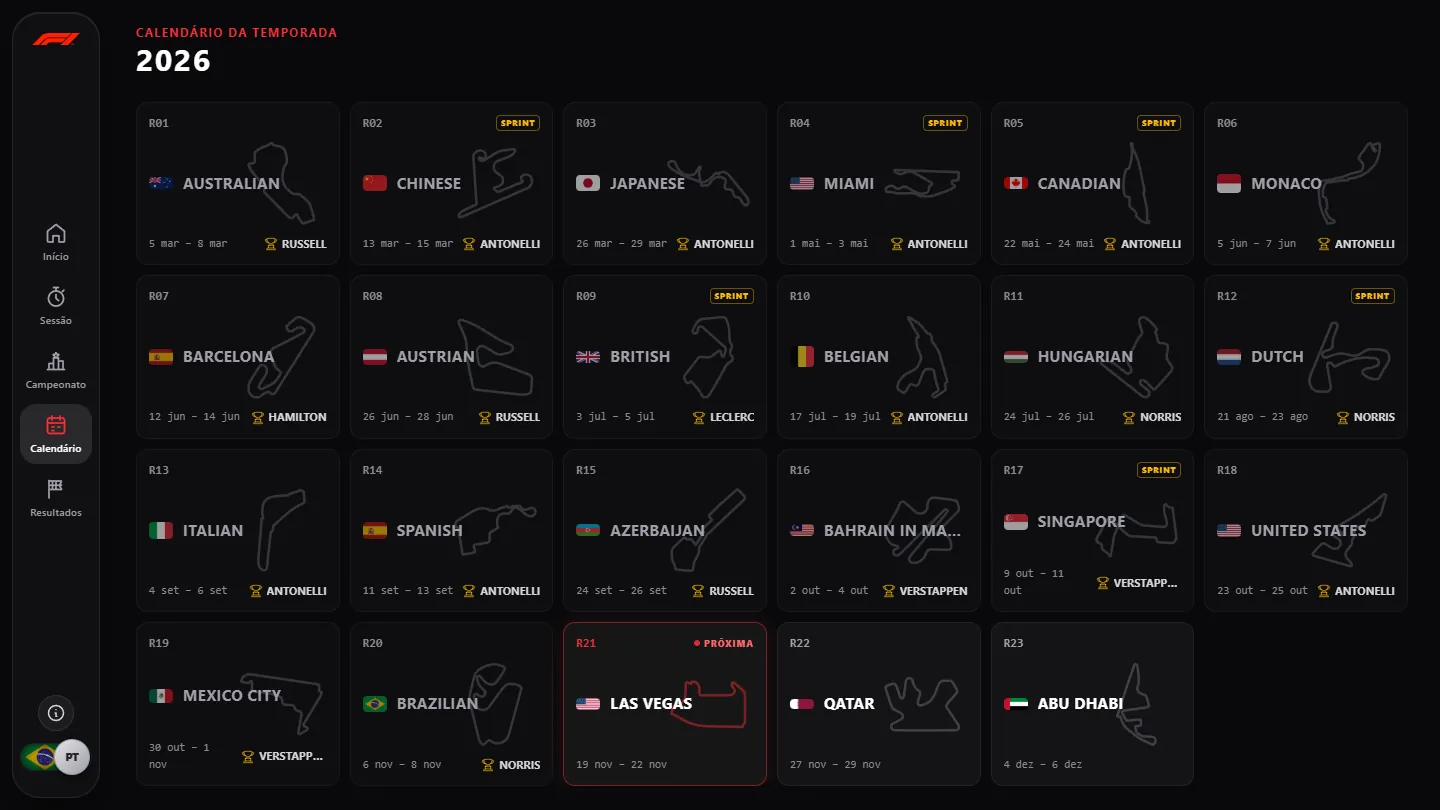 CALENDÁRIO DA TEMPORADA
2026
Início
Sessão
Campeonato
Calendário
Resultados
PT
R01
AUSTRALIAN
5 mar – 8 mar
RUSSELL
R02
SPRINT
CHINESE
13 mar – 15 mar
ANTONELLI
R03
JAPANESE
26 mar – 29 mar
ANTONELLI
R04
SPRINT
MIAMI
1 mai – 3 mai
ANTONELLI
R05
SPRINT
CANADIAN
22 mai – 24 mai
ANTONELLI
R06
MONACO
5 jun – 7 jun
ANTONELLI
R07
BARCELONA
12 jun – 14 jun
HAMILTON
R08
AUSTRIAN
26 jun – 28 jun
RUSSELL
R09
SPRINT
BRITISH
3 jul – 5 jul
LECLERC
R10
BELGIAN
17 jul – 19 jul
ANTONELLI
R11
HUNGARIAN
24 jul – 26 jul
NORRIS
R12
SPRINT
DUTCH
21 ago – 23 ago
NORRIS
R13
ITALIAN
4 set – 6 set
ANTONELLI
R14
SPANISH
11 set – 13 set
ANTONELLI
R15
AZERBAIJAN
24 set – 26 set
RUSSELL
R16
BAHRAIN IN MA...
2 out – 4 out
VERSTAPPEN
R17
SPRINT
SINGAPORE
9 out – 11
out
VERSTAPP...
R18
UNITED STATES
23 out – 25 out
ANTONELLI
R19
MEXICO CITY
30 out – 1
nov
VERSTAPP...
R20
BRAZILIAN
6 nov – 8 nov
NORRIS
R21
PRÓXIMA
LAS VEGAS
19 nov – 22 nov
R22
QATAR
27 nov – 29 nov
R23
ABU DHABI
4 dez – 6 dez